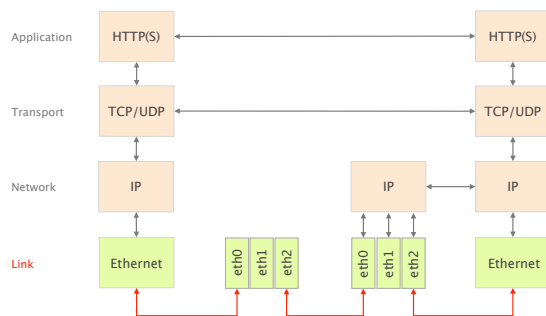 Application
HTTP(S)
HTTP(S)
Transport
TCP/UDP
TCP/UDP
Network
IP
IP
IP
Link
Ethernet
eth0
eth1
eth2
eth0
eth1
eth2
Ethernet